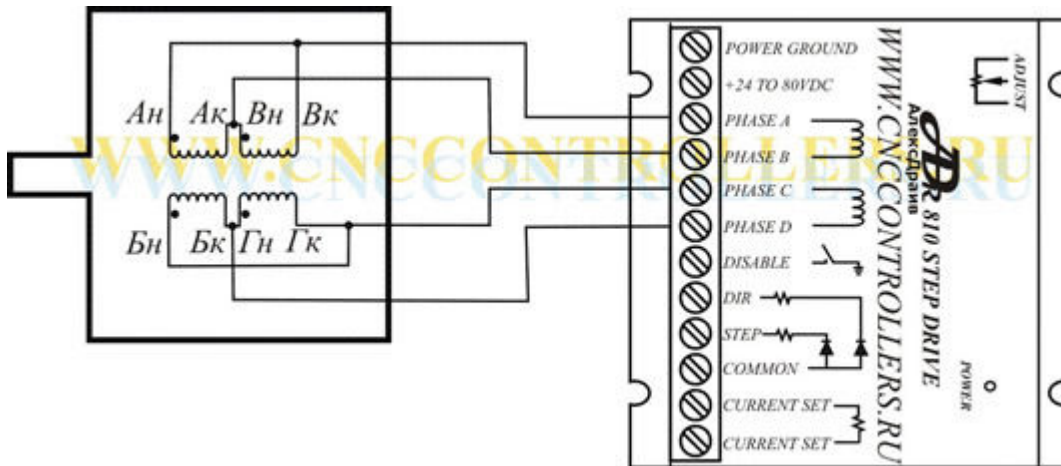 Ан Ак Вн Вк
Бн Бк Гн Гк
WWW.CNCCONTROLLERS.RU
POWER GROUND
+24 TO 80VDC
PHASE A
PHASE B
PHASE C
PHASE D
DISABLE
DIR
STEP
COMMON
CURRENT SET
CURRENT SET
WWW.CNCCONTROLLERS.RU
АлексДрайв
810 STEP DRIVE
ADJUST
POWER